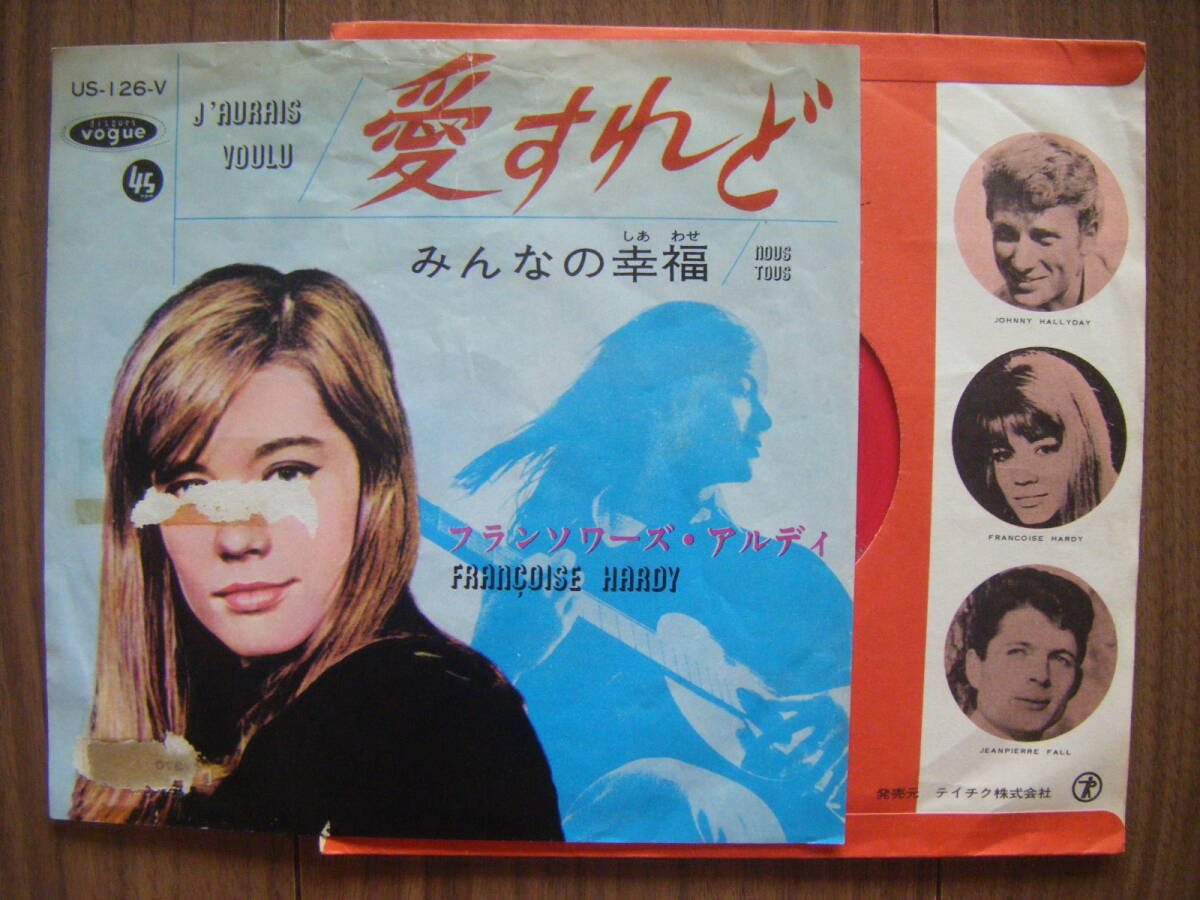 US-126-V
disques
vogue
45
J'AURAIS
VOULU
愛すれど
しあ わせ
みんなの幸福
NOUS
TOUS
フランソワーズ・アルディ
FRANÇOISE HARDY
JOHNNY HALLYDAY
FRANCOISE HARDY
JEANPIERRE FALL
発売元 テイチク株式会社